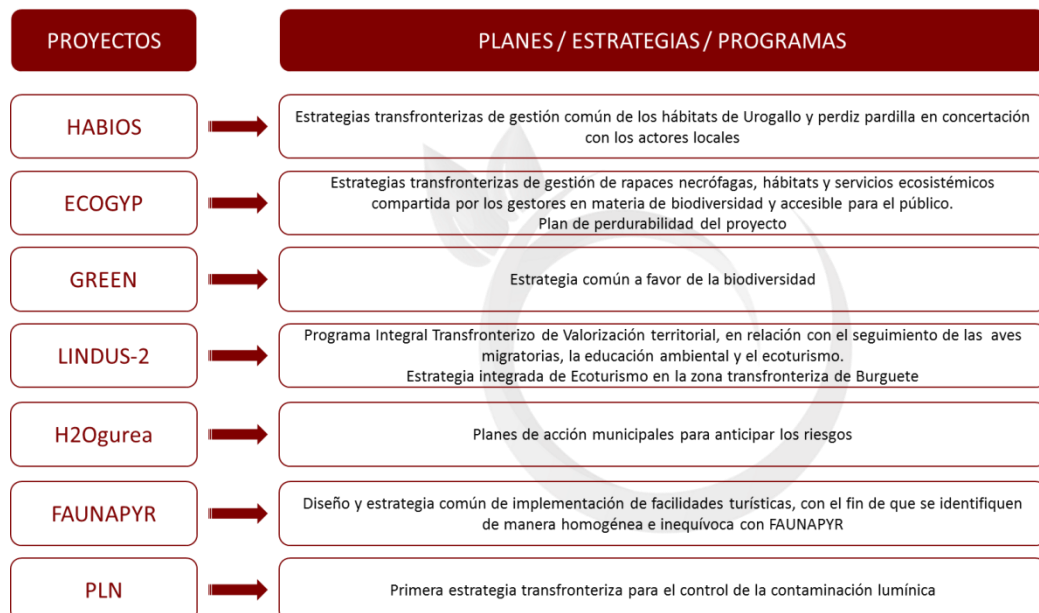 PROYECTOS
PLANES / ESTRATEGIAS / PROGRAMAS
HABIOS
Estrategias transfronterizas de gestión común de los hábitats de Urogallo y perdiz pardilla en concertación
con los actores locales
ECOGYP
Estrategias transfronterizas de gestión de rapaces necrófagas, hábitats y servicios ecosistémicos
compartida por los gestores en materia de biodiversidad y accesible para el público.
Plan de perdurabilidad del proyecto
GREEN
Estrategia común a favor de la biodiversidad
LINDUS-2
Programa Integral Transfronterizo de Valorización territorial, en relación con el seguimiento de las aves
migratorias, la educación ambiental y el ecoturismo.
Estrategia integrada de Ecoturismo en la zona transfronteriza de Burguete
H2Ogurea
Planes de acción municipales para anticipar los riesgos
FAUNAPYR
Diseño y estrategia común de implementación de facilidades turísticas, con el fin de que se identifiquen
de manera homogénea e inequívoca con FAUNAPYR
PLN
Primera estrategia transfronteriza para el control de la contaminación lumínica